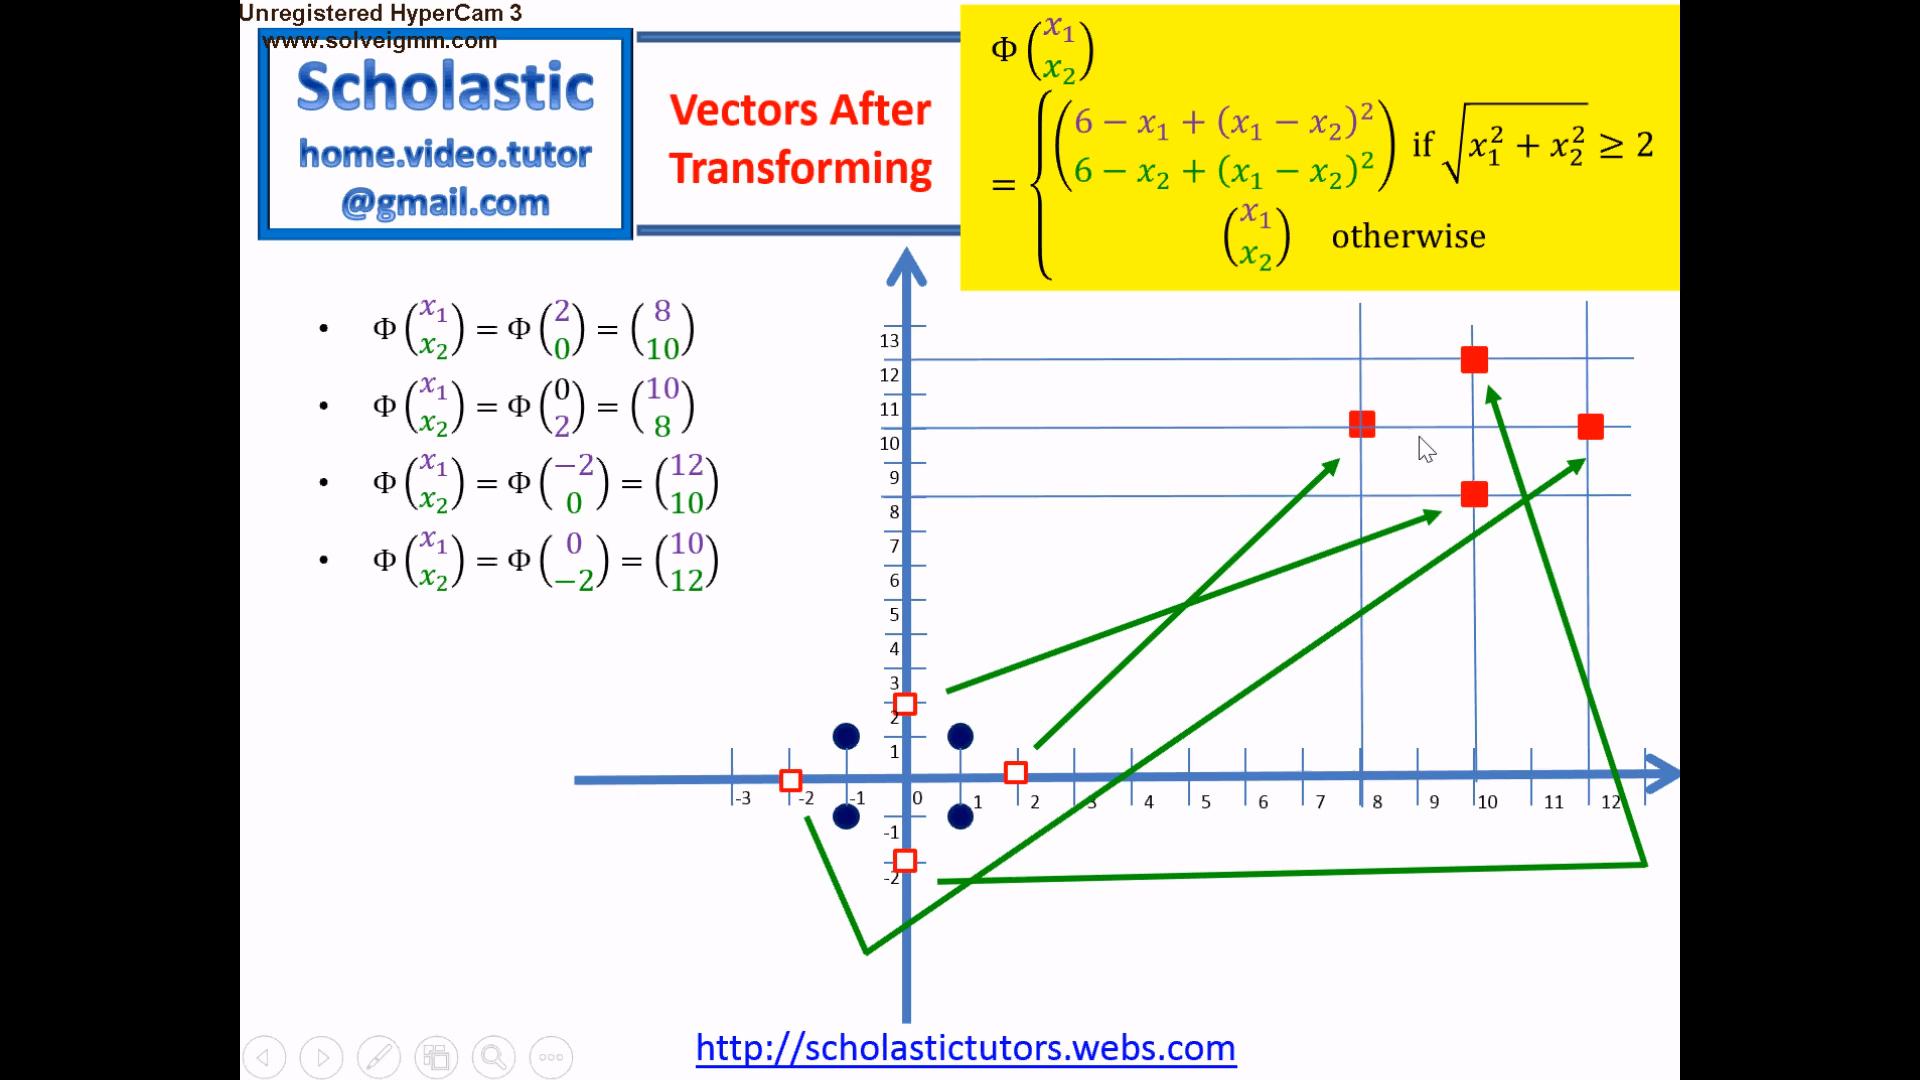 Unregistered HyperCam 3
www.solveigmm.com
Scholastic
home.video.tutor
@gmail.com
Vectors After
Transforming
Φ(x₁ x₂)
= { (6 − x₁ + (x₁ − x₂)² 6 − x₂ + (x₁ − x₂)²) if √x₁² + x₂² ≥ 2
(x₁ x₂) otherwise
• Φ(x₁ x₂) = Φ(2 0) = (8 10)
• Φ(x₁ x₂) = Φ(0 2) = (10 8)
• Φ(x₁ x₂) = Φ(−2 0) = (12 10)
• Φ(x₁ x₂) = Φ(0 −2) = (10 12)
13
12
11
10
9
8
7
6
5
4
3
2
1
-3 -2 -1 0 1 2 3 4 5 6 7 8 9 10 11 12
-1
-2
http://scholastictutors.webs.com